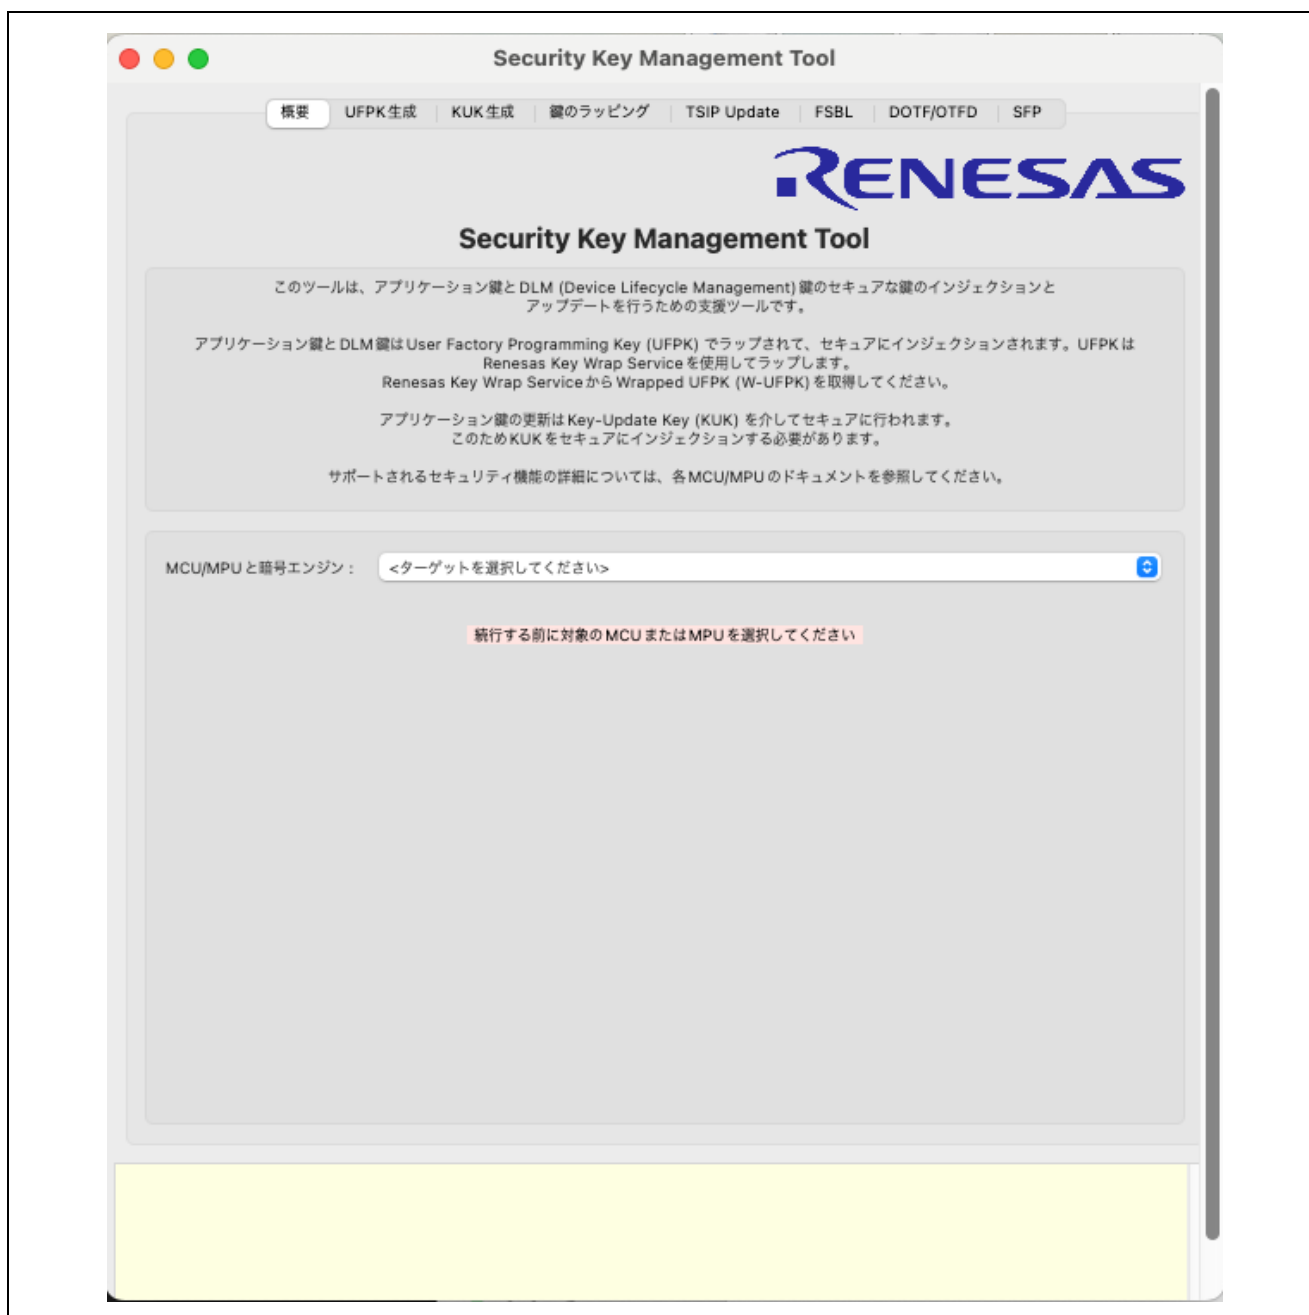 Security Key Management Tool
概要 UFPK生成 KUK生成 鍵のラッピング TSIP Update FSBL DOTF/OTFD SFP
RENESAS
Security Key Management Tool
このツールは、アプリケーション鍵とDLM (Device Lifecycle Management) 鍵のセキュアな鍵のインジェクションと
アップデートを行うための支援ツールです。
アプリケーション鍵とDLM鍵はUser Factory Programming Key (UFPK) でラップされて、セキュアにインジェクションされます。UFPKは
Renesas Key Wrap Serviceを使用してラップします。
Renesas Key Wrap ServiceからWrapped UFPK (W-UFPK)を取得してください。
アプリケーション鍵の更新はKey-Update Key (KUK) を介してセキュアに行われます。
このためKUKをセキュアにインジェクションする必要があります。
サポートされるセキュリティ機能の詳細については、各MCU/MPUのドキュメントを参照してください。
MCU/MPUと暗号エンジン : <ターゲットを選択してください>
続行する前に対象のMCUまたはMPUを選択してください